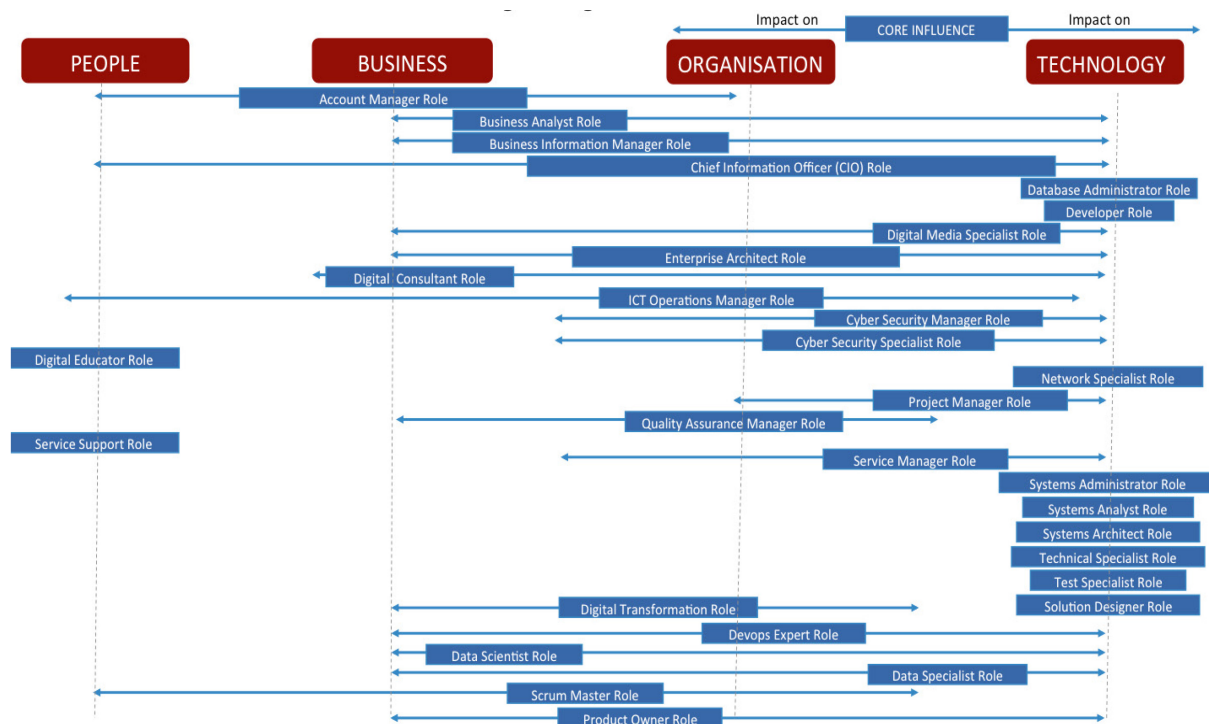 Impact on
CORE INFLUENCE
Impact on
PEOPLE
BUSINESS
ORGANISATION
TECHNOLOGY
Account Manager Role
Business Analyst Role
Business Information Manager Role
Chief Information Officer (CIO) Role
Database Administrator Role
Developer Role
Digital Media Specialist Role
Enterprise Architect Role
Digital Consultant Role
ICT Operations Manager Role
Cyber Security Manager Role
Cyber Security Specialist Role
Digital Educator Role
Network Specialist Role
Project Manager Role
Quality Assurance Manager Role
Service Support Role
Service Manager Role
Systems Administrator Role
Systems Analyst Role
Systems Architect Role
Technical Specialist Role
Test Specialist Role
Digital Transformation Role
Solution Designer Role
Devops Expert Role
Data Scientist Role
Data Specialist Role
Scrum Master Role
Product Owner Role